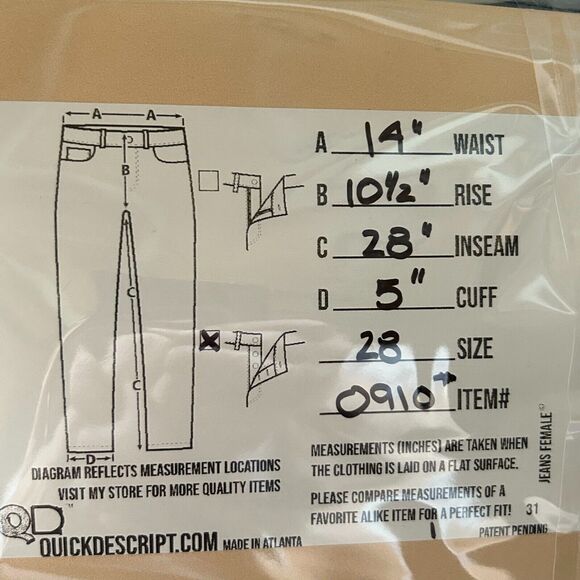 A A
B
C
C
D
A 14" WAIST
B 10½" RISE
C 28" INSEAM
D 5" CUFF
28 SIZE
0910 ITEM#
DIAGRAM REFLECTS MEASUREMENT LOCATIONS
VISIT MY STORE FOR MORE QUALITY ITEMS
QD
QUICKDESCRIPT.COM MADE IN ATLANTA
MEASUREMENTS (INCHES) ARE TAKEN WHEN
THE CLOTHING IS LAID ON A FLAT SURFACE.
PLEASE COMPARE MEASUREMENTS OF A
FAVORITE ALIKE ITEM FOR A PERFECT FIT! 31
PATENT PENDING
JEANS FEMALE©